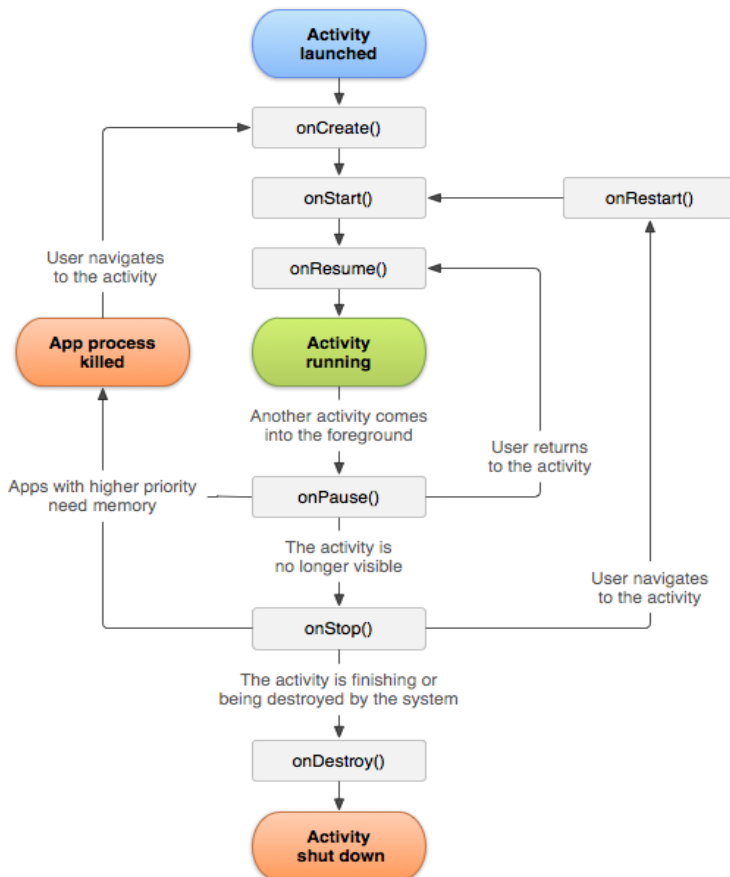 Activity
launched
onCreate()
onStart()
onRestart()
User navigates
to the activity
onResume()
App process
killed
Activity
running
Another activity comes
into the foreground
User returns
to the activity
Apps with higher priority
need memory
onPause()
The activity is
no longer visible
User navigates
to the activity
onStop()
The activity is finishing or
being destroyed by the system
onDestroy()
Activity
shut down